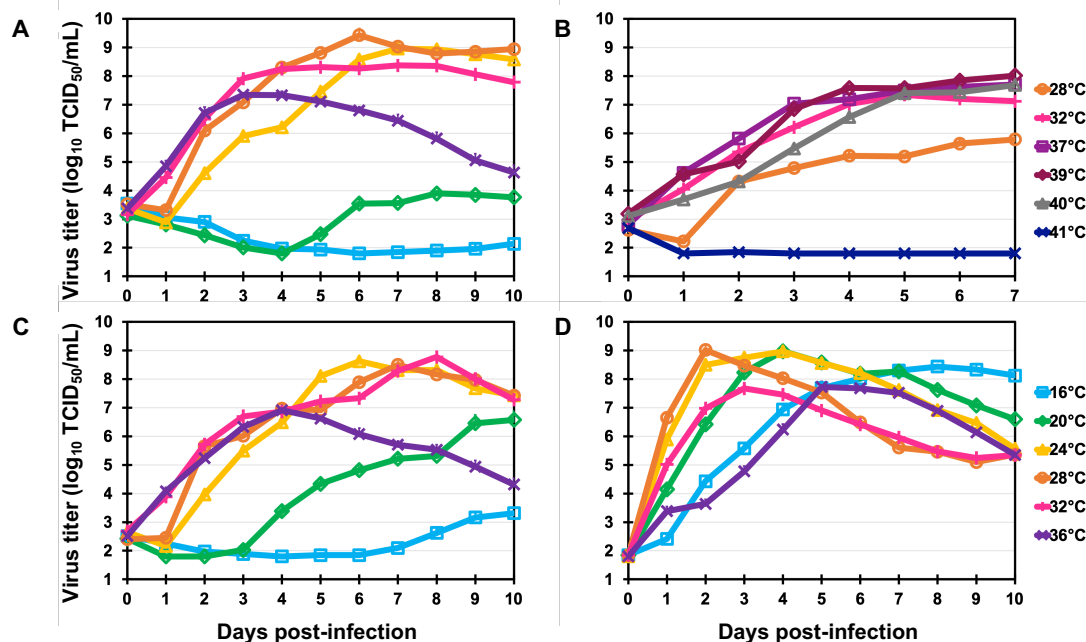 A
B
Virus titer (log10 TCID50/mL)
10
9
8
7
6
5
4
3
2
1
0 1 2 3 4 5 6 7 8 9 10
10
9
8
7
6
5
4
3
2
1
0 1 2 3 4 5 6 7
28°C
32°C
37°C
39°C
40°C
41°C
C
D
Virus titer (log10 TCID50/mL)
10
9
8
7
6
5
4
3
2
1
0 1 2 3 4 5 6 7 8 9 10
Days post-infection
10
9
8
7
6
5
4
3
2
1
0 1 2 3 4 5 6 7 8 9 10
Days post-infection
16°C
20°C
24°C
28°C
32°C
36°C